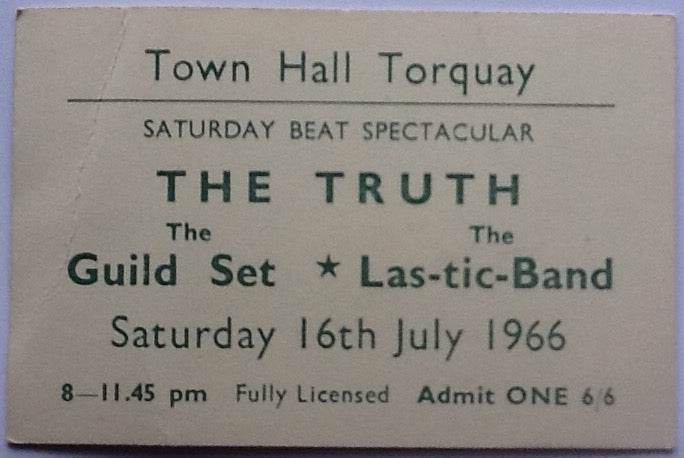 Town Hall Torquay
SATURDAY BEAT SPECTACULAR
THE TRUTH
The The
Guild Set ★ Las-tic-Band
Saturday 16th July 1966
8—11.45 pm Fully Licensed Admit ONE 6/6